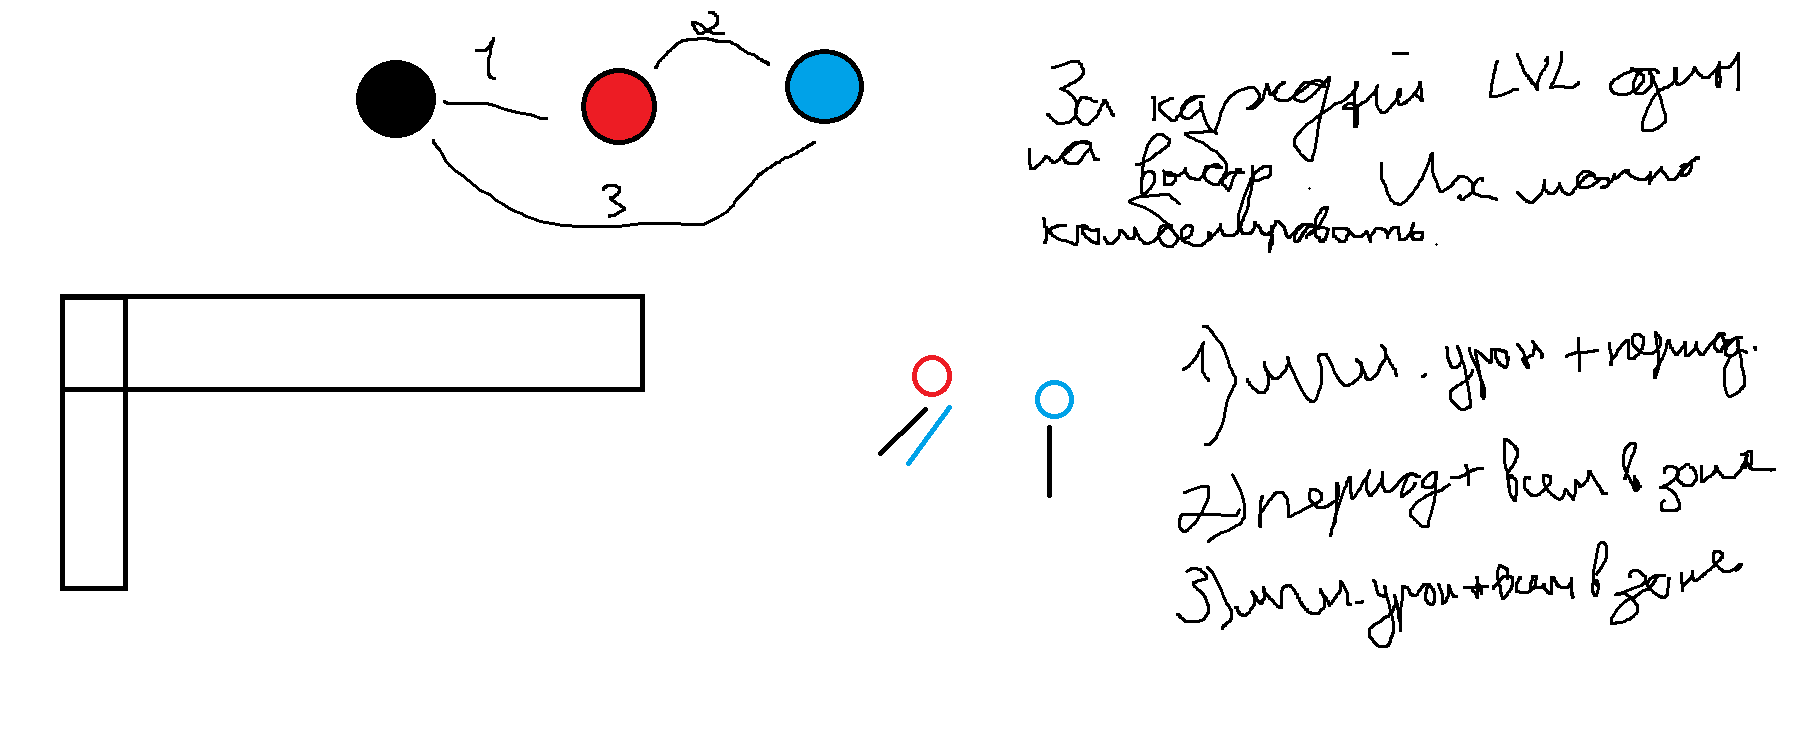 1
2
3
За каждый LVL один
на выбор. Их можно
комбенировать.
1) мгн. урон + период.
2) период + всем в зоне
3) мгн. урон + всем в зоне